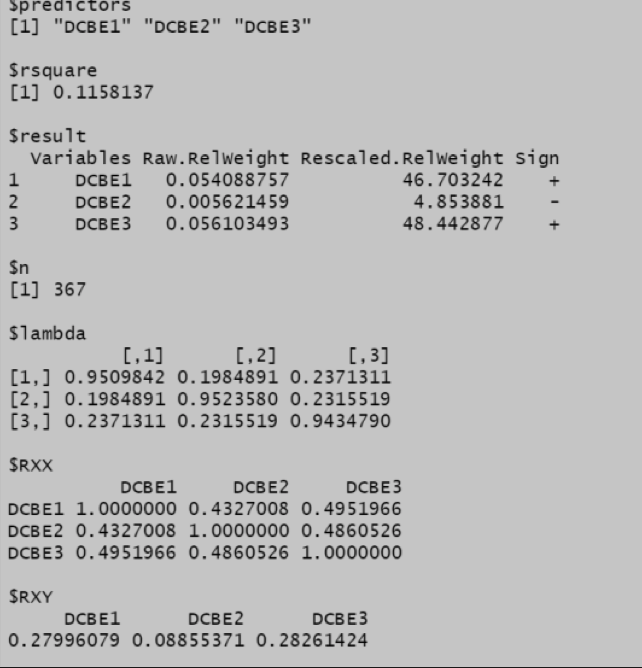 $predictors
[1] "DCBE1" "DCBE2" "DCBE3"
$rsquare
[1] 0.1158137
$result
Variables Raw.RelWeight Rescaled.RelWeight Sign
1 DCBE1 0.054088757 46.703242 +
2 DCBE2 0.005621459 4.853881 -
3 DCBE3 0.056103493 48.442877 +
$n
[1] 367
$lambda
[,1] [,2] [,3]
[1,] 0.9509842 0.1984891 0.2371311
[2,] 0.1984891 0.9523580 0.2315519
[3,] 0.2371311 0.2315519 0.9434790
$RXX
DCBE1 DCBE2 DCBE3
DCBE1 1.0000000 0.4327008 0.4951966
DCBE2 0.4327008 1.0000000 0.4860526
DCBE3 0.4951966 0.4860526 1.0000000
$RXY
DCBE1 DCBE2 DCBE3
0.27996079 0.08855371 0.28261424